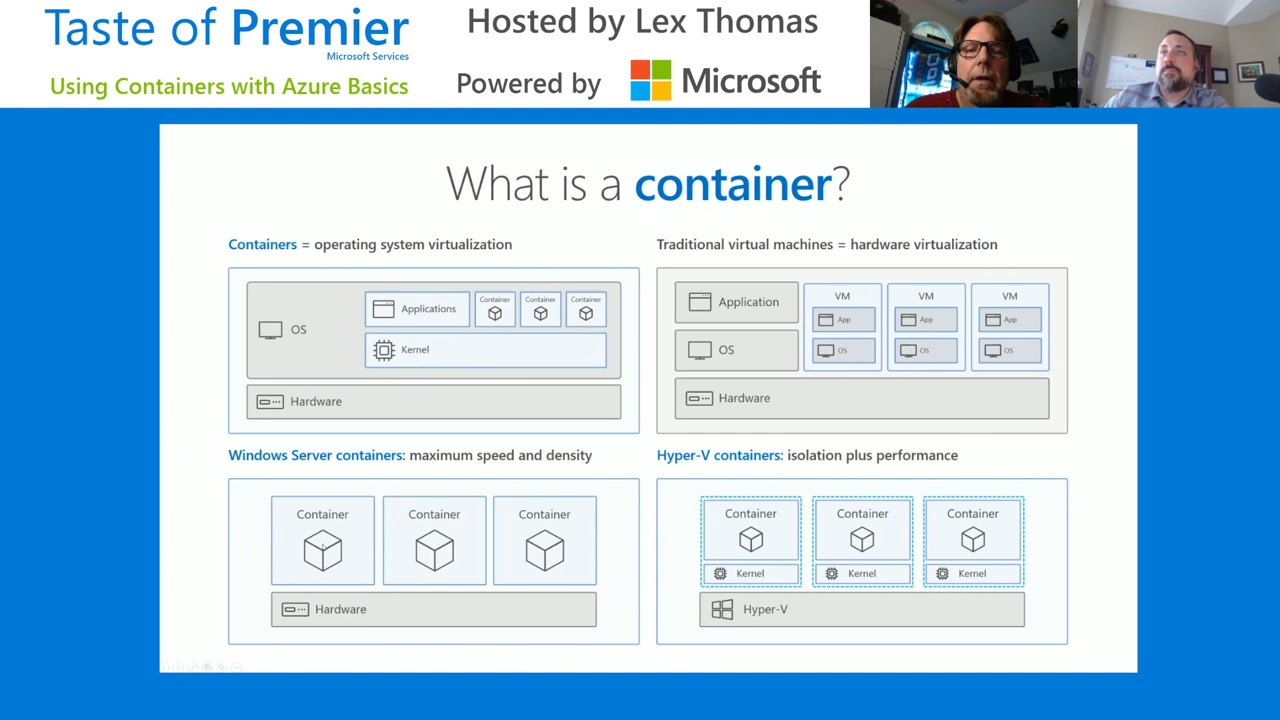 Taste of Premier
Microsoft Services
Using Containers with Azure Basics
Hosted by Lex Thomas
Powered by Microsoft
What is a container?
Containers = operating system virtualization
OS
Applications
Container
Container
Container
Kernel
Hardware
Traditional virtual machines = hardware virtualization
Application
OS
VM
App
OS
VM
App
OS
VM
App
OS
Hardware
Windows Server containers: maximum speed and density
Container
Container
Container
Hardware
Hyper-V containers: isolation plus performance
Container
Kernel
Container
Kernel
Container
Kernel
Hyper-V